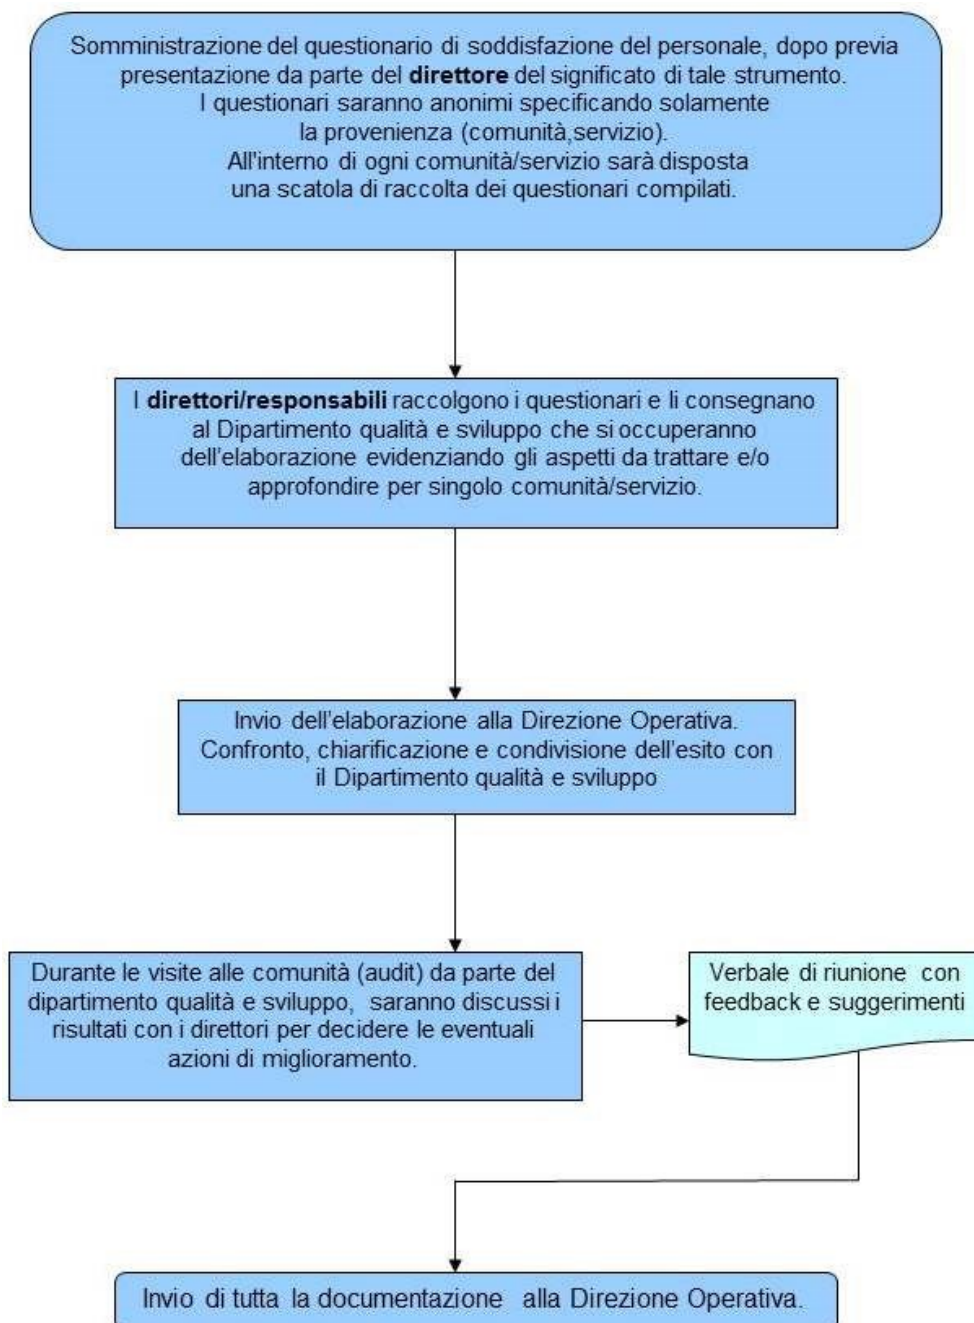 Somministrazione del questionario di soddisfazione del personale, dopo previa
presentazione da parte del direttore del significato di tale strumento.
I questionari saranno anonimi specificando solamente
la provenienza (comunità,servizio).
All'interno di ogni comunità/servizio sarà disposta
una scatola di raccolta dei questionari compilati.
I direttori/responsabili raccolgono i questionari e li consegnano
al Dipartimento qualità e sviluppo che si occuperanno
dell'elaborazione evidenziando gli aspetti da trattare e/o
approfondire per singolo comunità/servizio.
Invio dell'elaborazione alla Direzione Operativa.
Confronto, chiarificazione e condivisione dell'esito con
il Dipartimento qualità e sviluppo
Durante le visite alle comunità (audit) da parte del
dipartimento qualità e sviluppo, saranno discussi i
risultati con i direttori per decidere le eventuali
azioni di miglioramento.
Verbale di riunione con
feedback e suggerimenti
Invio di tutta la documentazione alla Direzione Operativa.